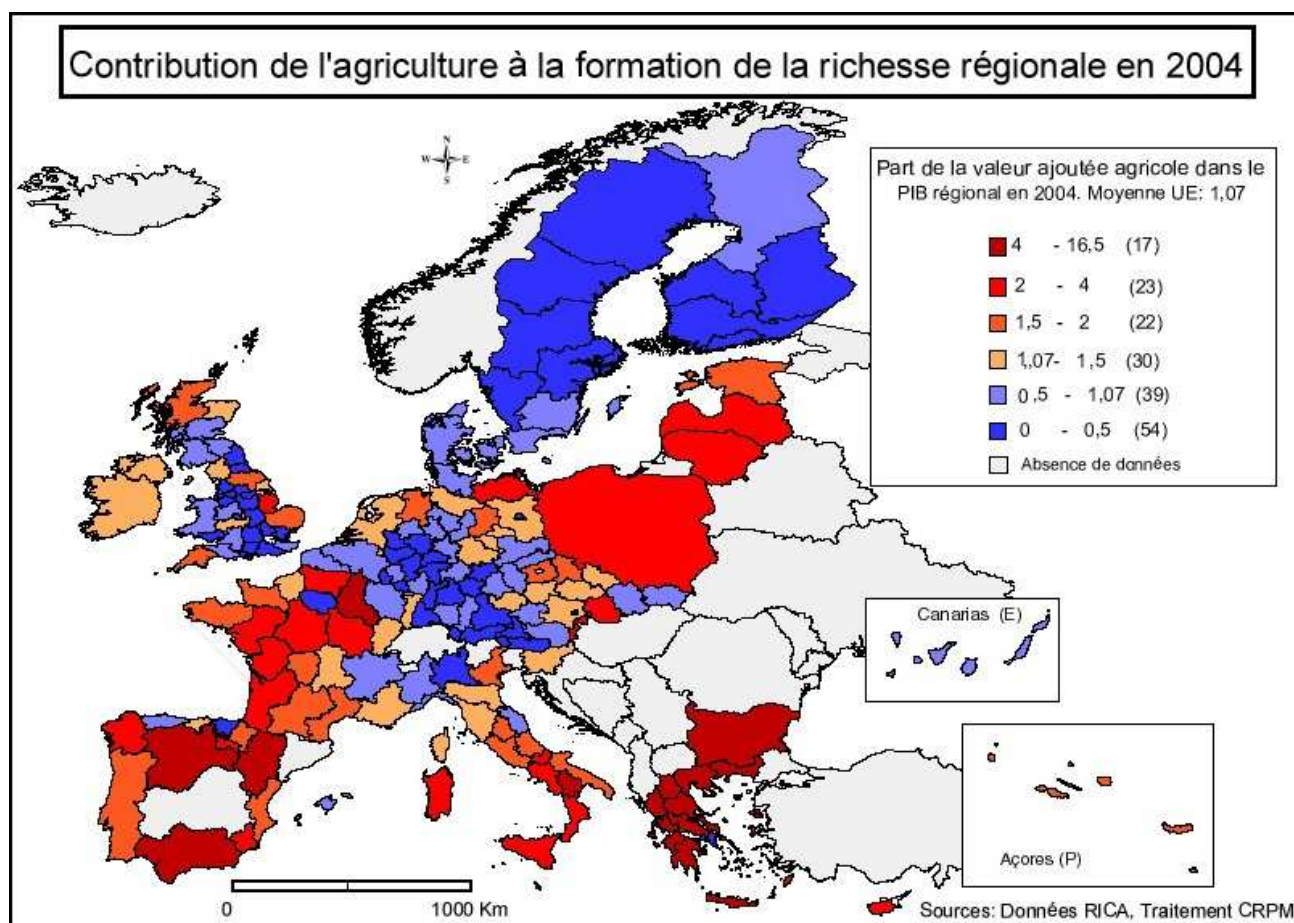 Contribution de l'agriculture à la formation de la richesse régionale en 2004
N
W E
S
Part de la valeur ajoutée agricole dans le
PIB régional en 2004. Moyenne UE: 1,07
4 - 16,5 (17)
2 - 4 (23)
1,5 - 2 (22)
1,07- 1,5 (30)
0,5 - 1,07 (39)
0 - 0,5 (54)
Absence de données
Canarias (E)
Açores (P)
0 1000 Km
Sources: Données RICA, Traitement CRPM